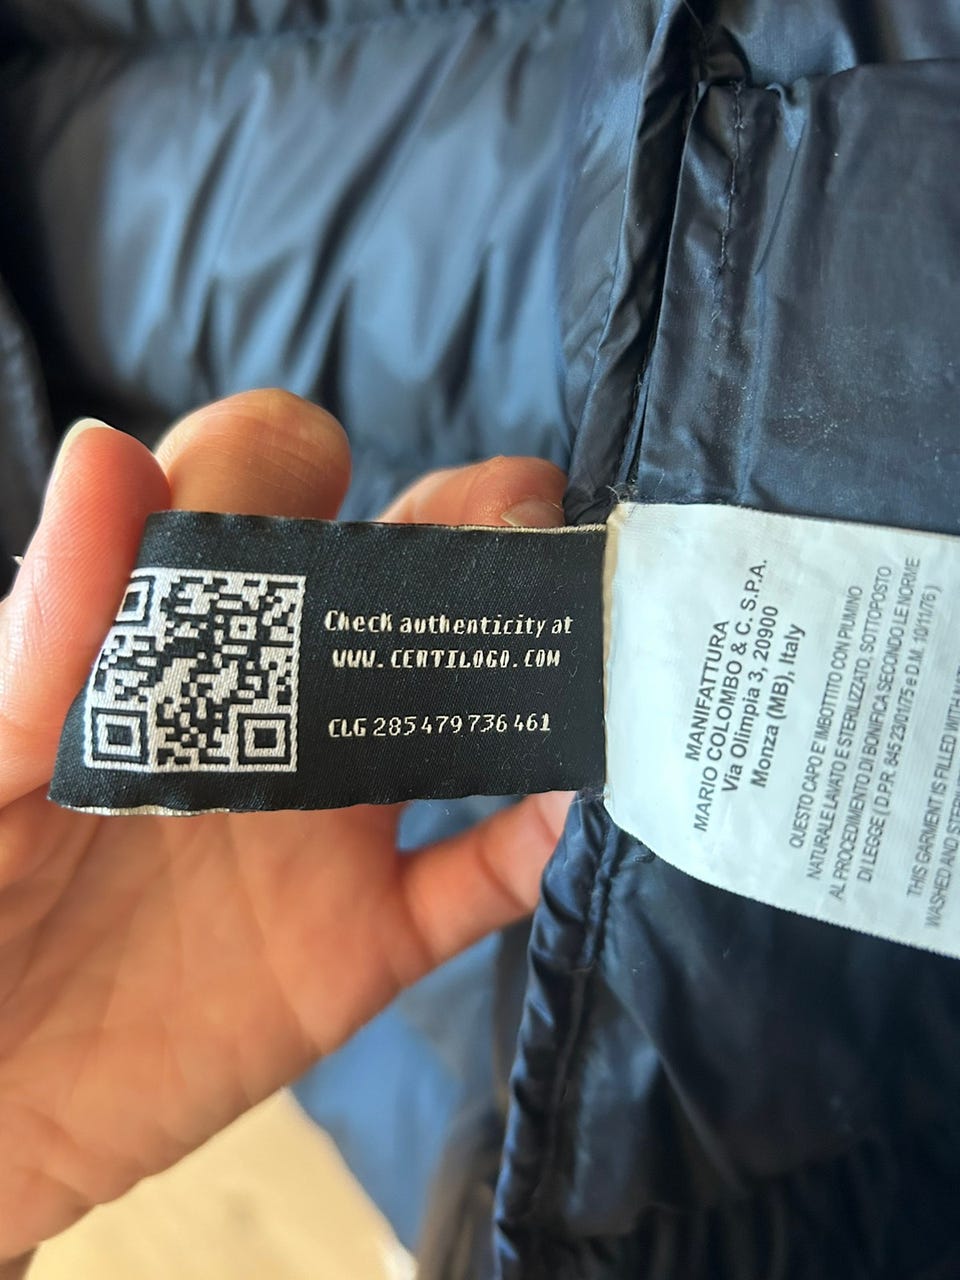 Check authenticity at
WWW.CERTILOGO.COM
CLG 285 479 736 461
MANIFATTURA
MARIO COLOMBO & C. S.P.A.
Via Olimpia 3, 20900
Monza (MB), Italy
QUESTO CAPO E' IMBOTTITO CON PIUMINO
NATURALE LAVATO E STERILIZZATO, SOTTOPOSTO
AL PROCEDIMENTO DI BONIFICA SECONDO LE NORME
DI LEGGE ( D.P.R. 845 23/01/75 e D.M. 10/11/76 )
THIS GARMENT IS FILLED WITH
WASHED AND